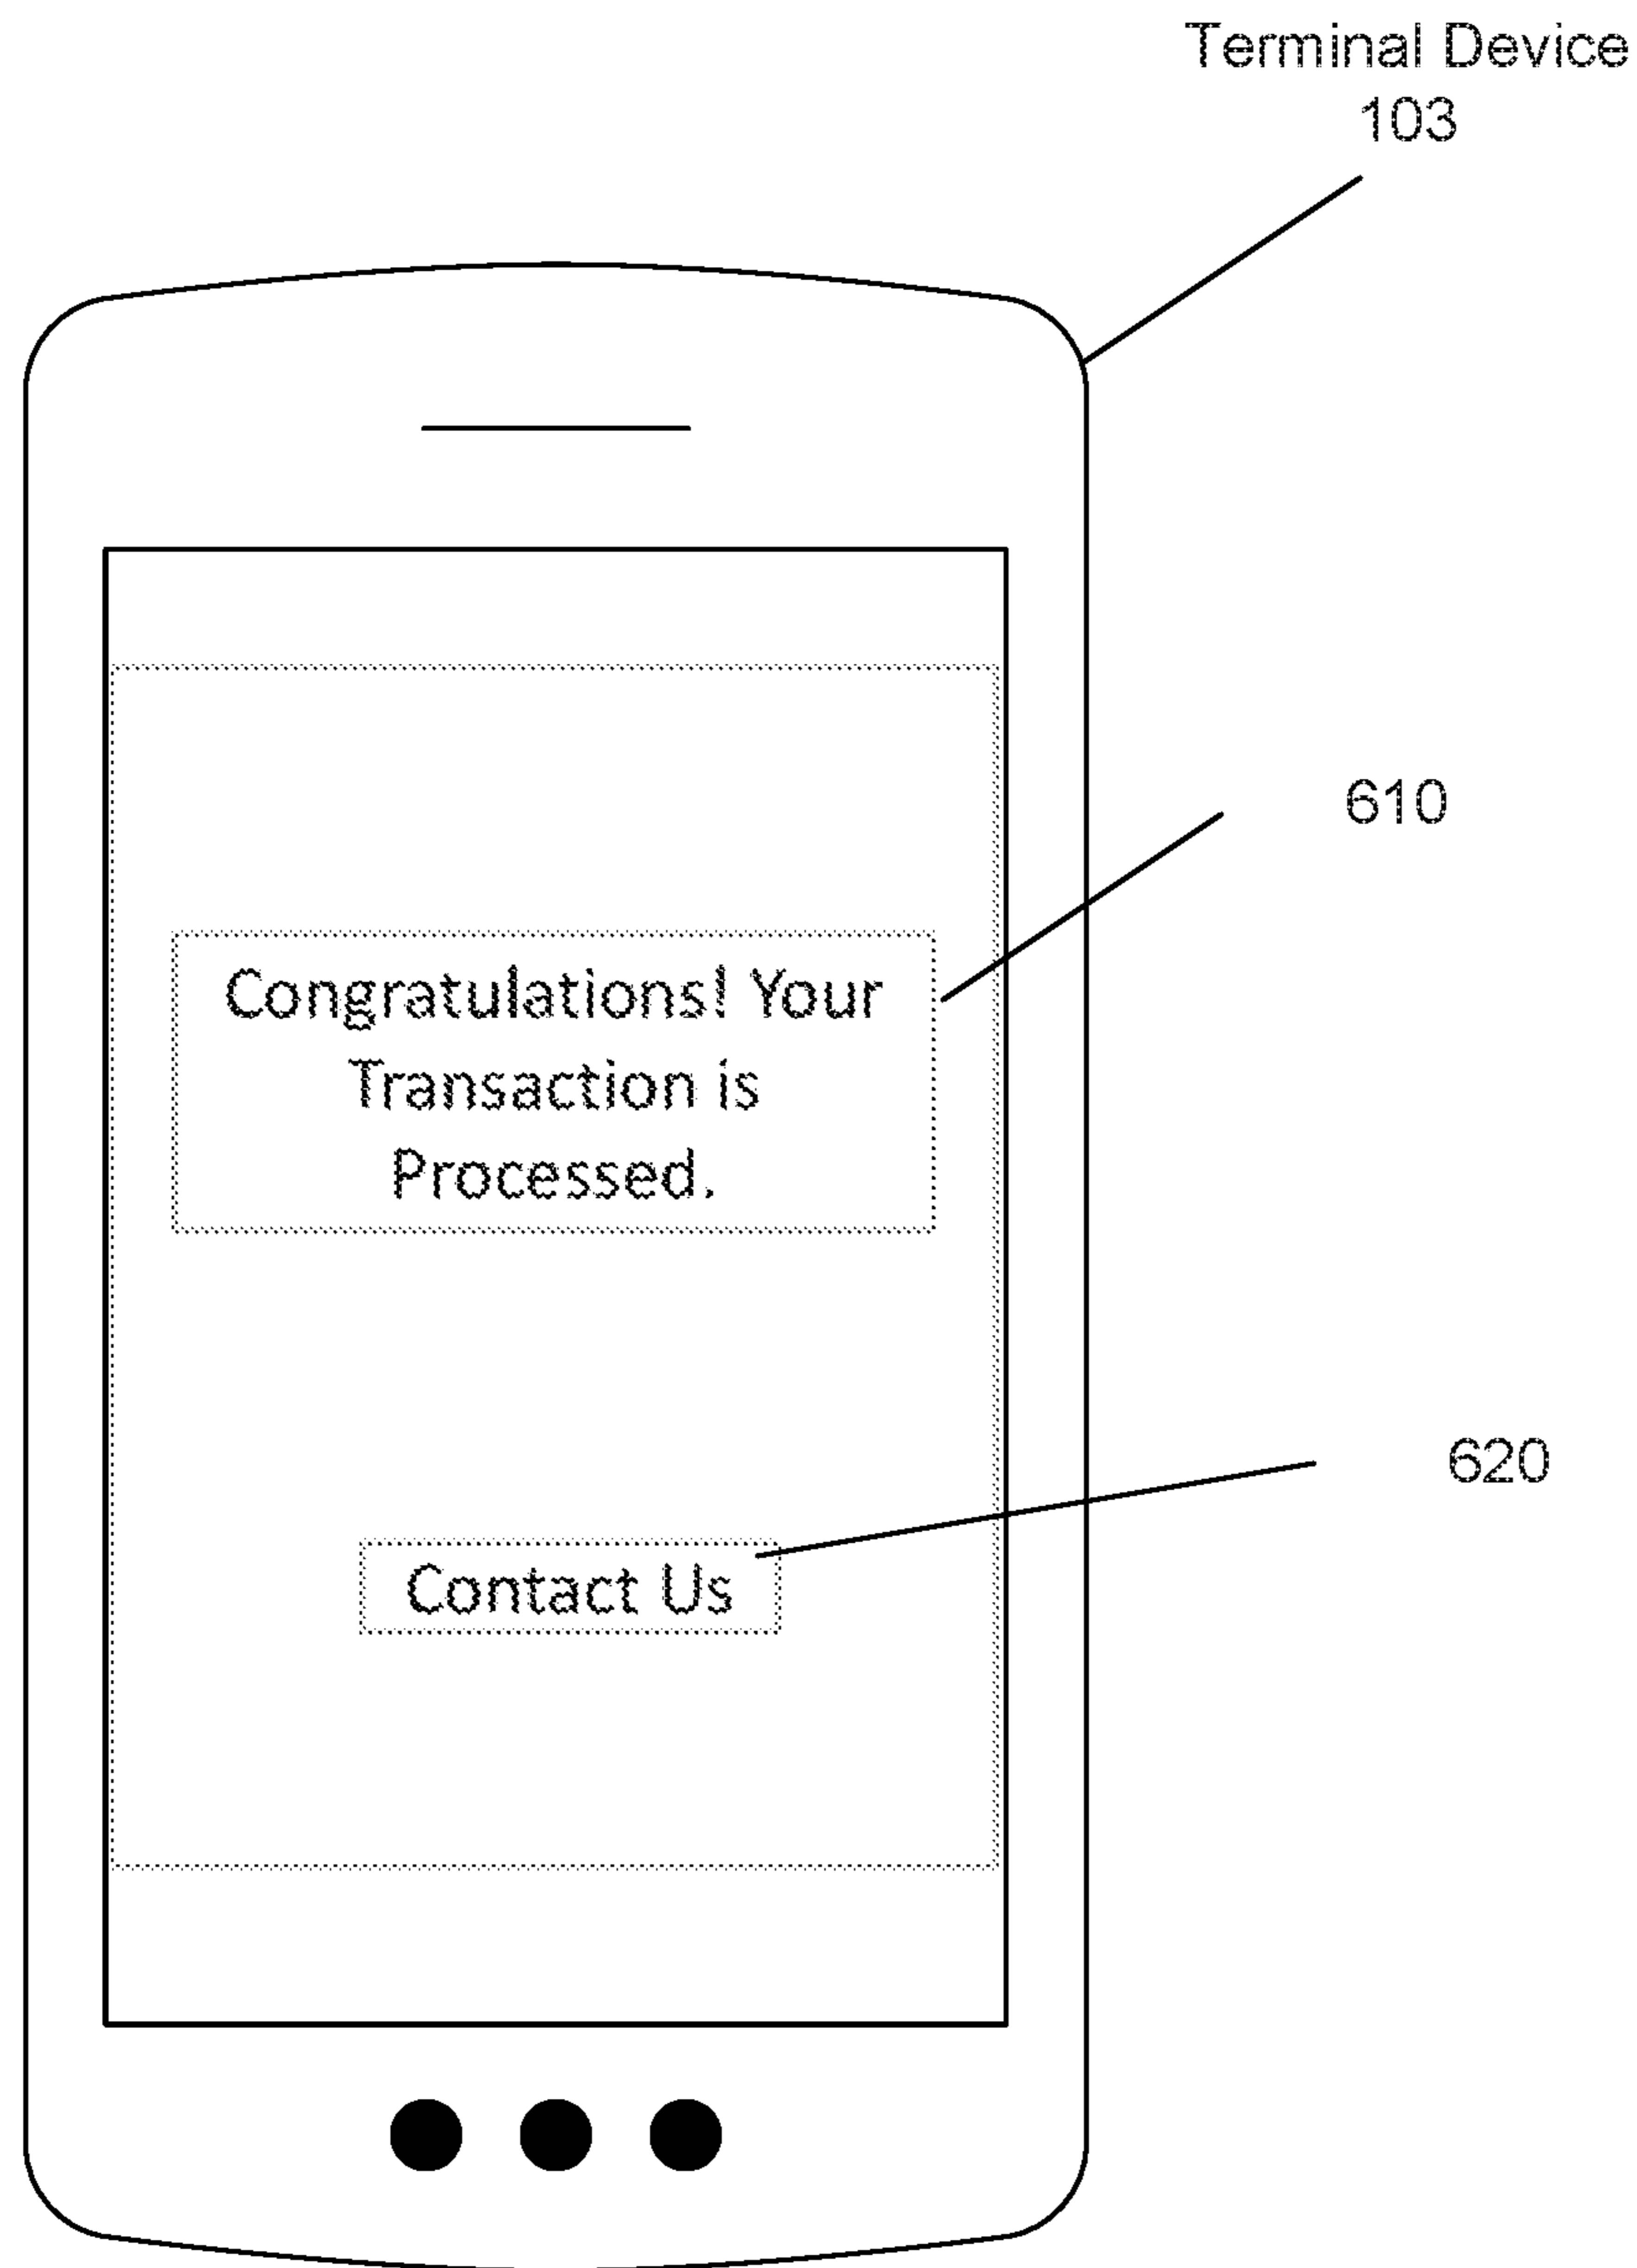 Terminal Device
103
610
Congratulations! Your
Transaction is
Processed.
620
Contact Us